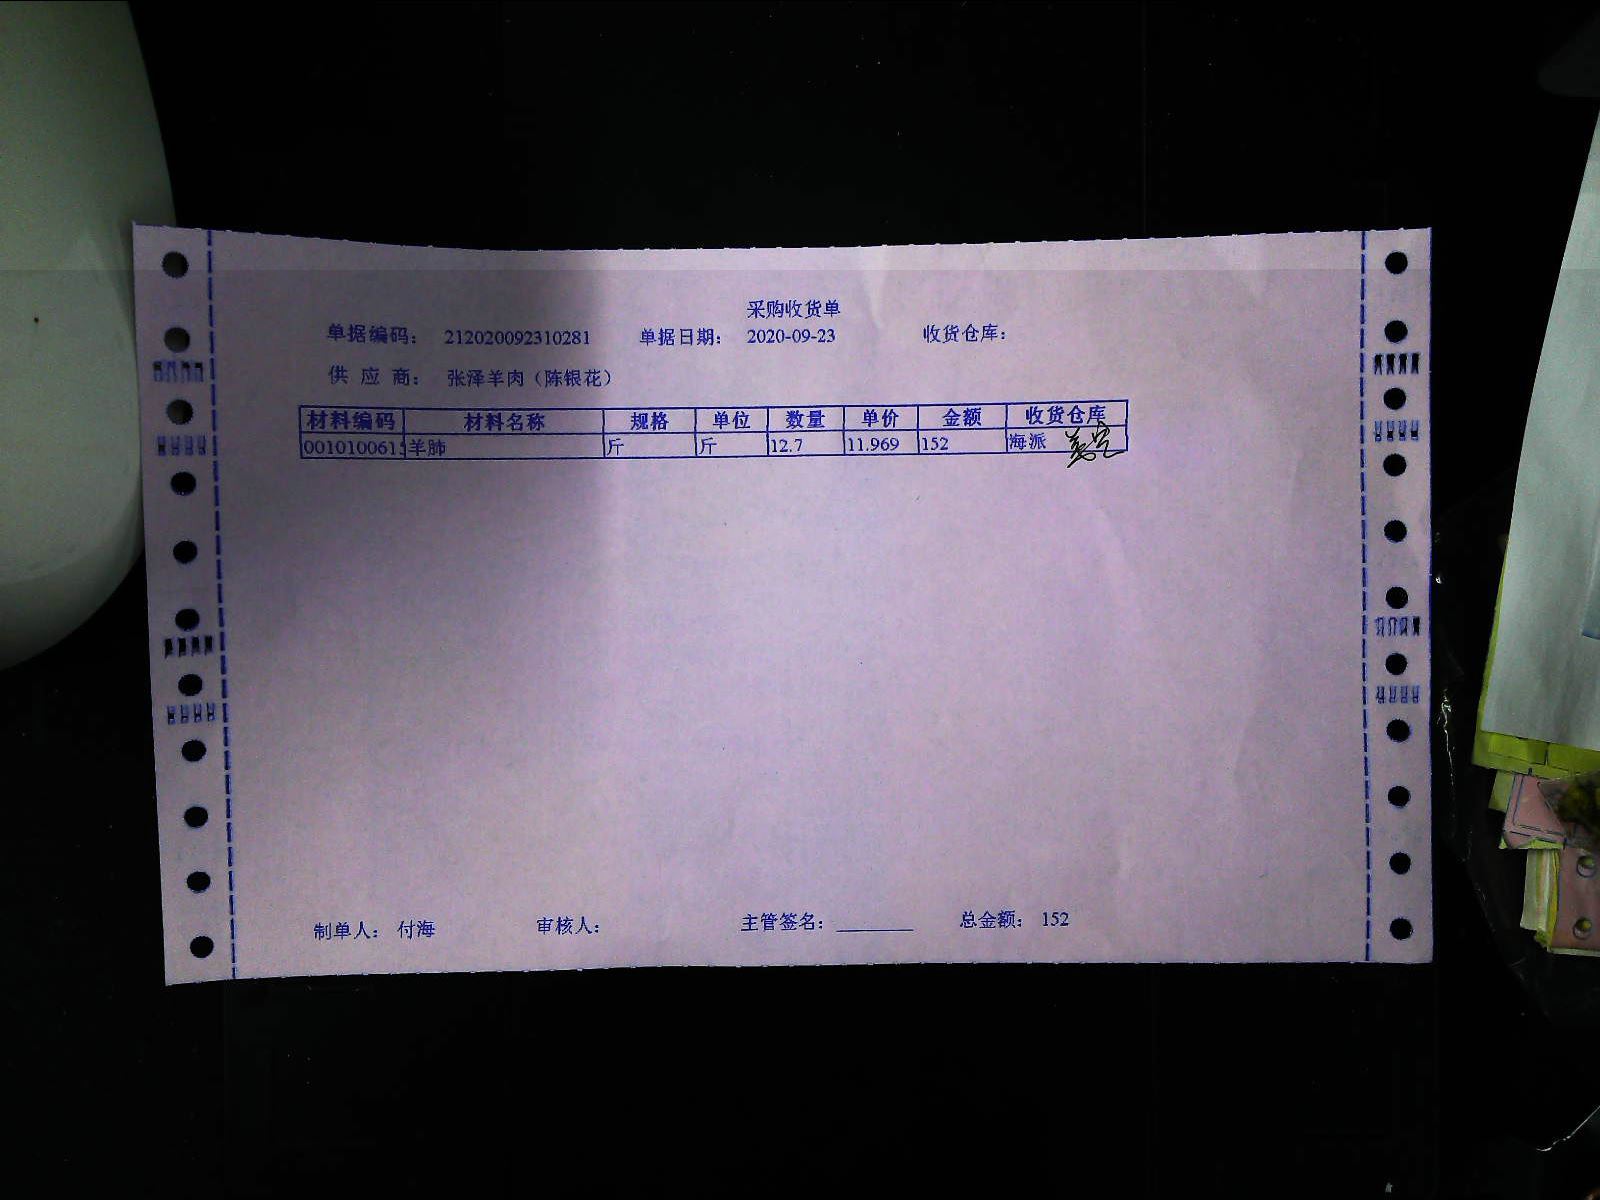 采购收货单
单据编码： 212020092310281 单据日期： 2020-09-23 收货仓库：
供 应 商： 张泽羊肉（陈银花）
材料编码 材料名称 规格 单位 数量 单价 金额 收货仓库
001010061 羊肺 斤 斤 12.7 11.969 152 海派
制单人： 付海 审核人： 主管签名： ________ 总金额： 152